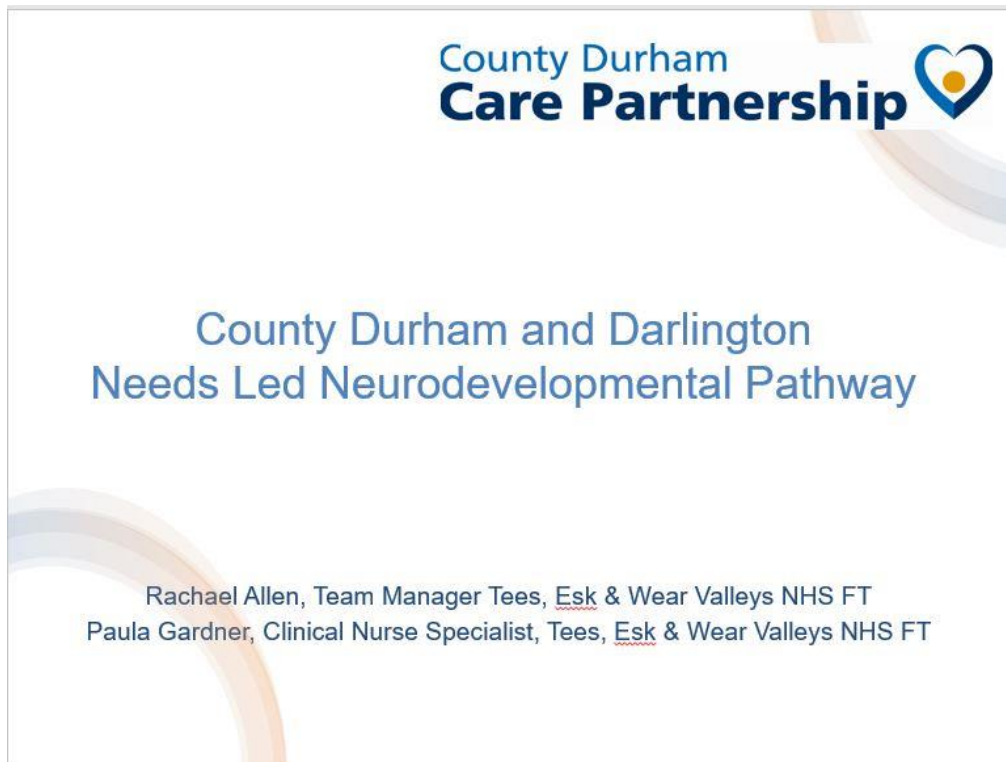 County Durham
Care Partnership
County Durham and Darlington
Needs Led Neurodevelopmental Pathway
Rachael Allen, Team Manager Tees, Esk & Wear Valleys NHS FT
Paula Gardner, Clinical Nurse Specialist, Tees, Esk & Wear Valleys NHS FT